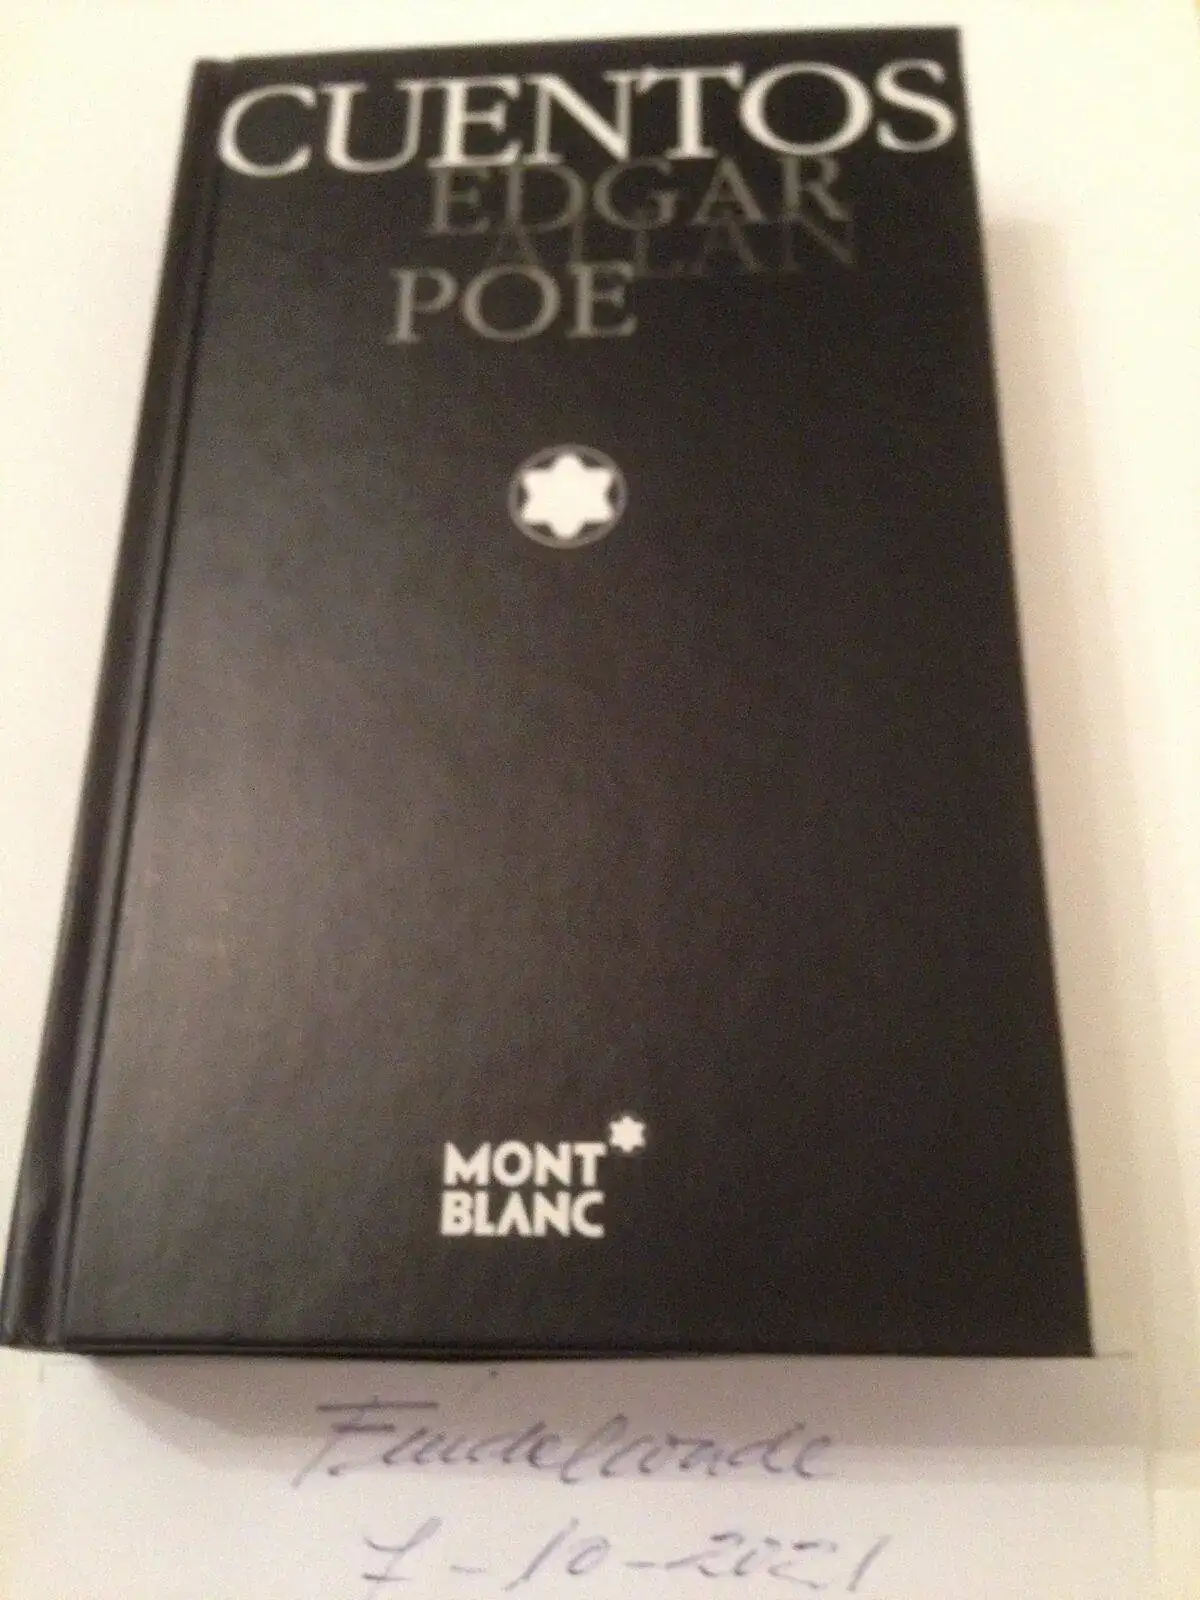 CUENTOS
EDGAR
ALLAN
POE
MONT
BLANC
7-10-2021